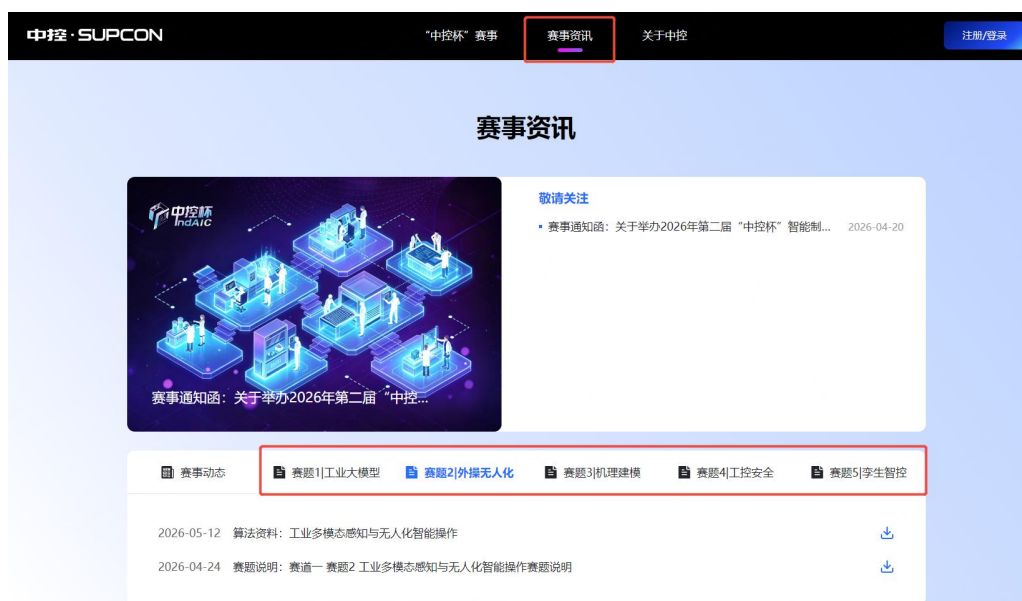 中控·SUPCON “中控杯”赛事 赛事资讯 关于中控 注册/登录
赛事资讯
中控杯
IndAIC
赛事通知函：关于举办2026年第二届“中控...
敬请关注
赛事通知函：关于举办2026年第二届“中控杯”智能制... 2026-04-20
赛事动态 赛题1|工业大模型 赛题2|外操无人化 赛题3|机理建模 赛题4|工控安全 赛题5|孪生智控
2026-05-12 算法资料：工业多模态感知与无人化智能操作
2026-04-24 赛题说明：赛道一 赛题2 工业多模态感知与无人化智能操作赛题说明